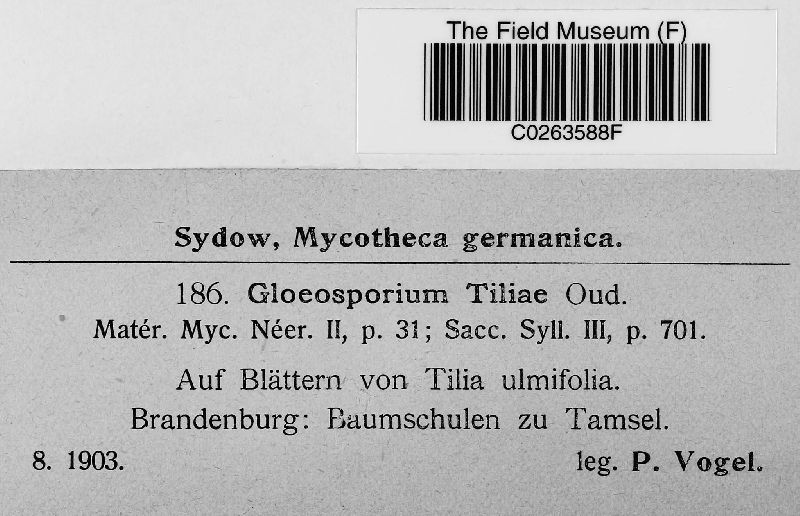 The Field Museum (F)
C0263588F
Sydow, Mycotheca germanica.
186. Gloeosporium Tiliae Oud.
Matér. Myc. Néer. II, p. 31; Sacc. Syll. III, p. 701.
Auf Blättern von Tilia ulmifolia.
Brandenburg: Baumschulen zu Tamsel.
8. 1903. leg. P. Vogel.